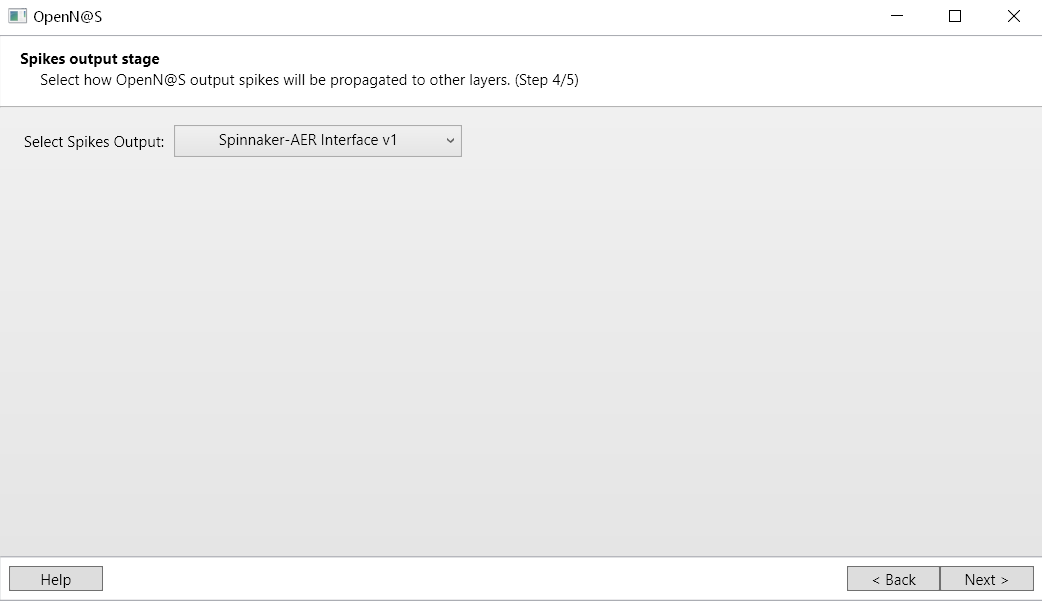 OpenN@S
Spikes output stage
Select how OpenN@S output spikes will be propagated to other layers. (Step 4/5)
Select Spikes Output: Spinnaker-AER Interface v1
Help < Back Next >